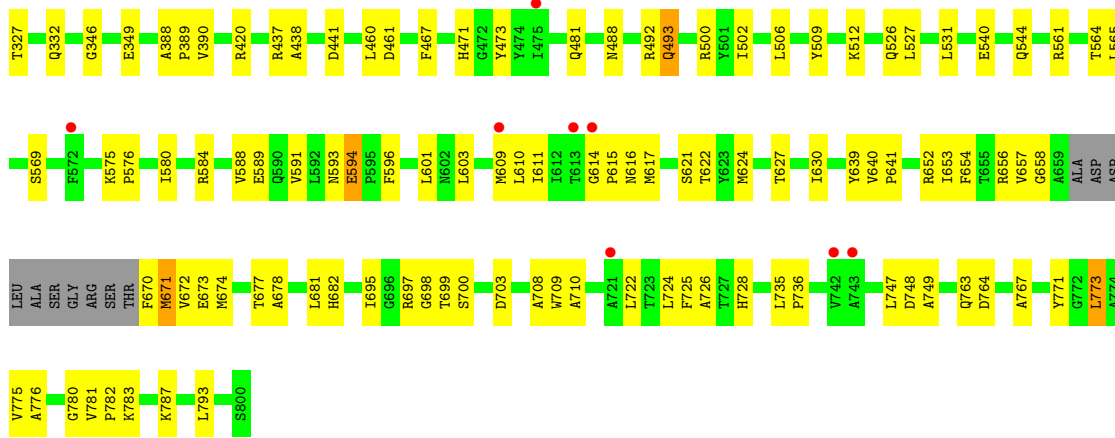 T327 Q332 G346 E349 A388 P389 V390 R420 R437 A438 D441 L460 D461 F467 H471 G472 Y473 Y474 I475 Q481 N488 R492 Q493 R500 Y501 I502 L506 Y509 K512 Q526 L527 L531 E540 Q544 R561 T564 L565
S569 F572 K575 P576 I580 R584 V588 E589 Q590 V591 L592 N593 E594 P595 F596 L601 N602 L603 M609 L610 I611 I612 T613 G614 P615 N616 M617 S621 T622 Y623 M624 T627 I630 Y639 V640 P641 R652 I653 F654 T655 R656 V657 G658 A659 ALA ASP ASP
LEU ALA SER GLY ARG SER THR F670 M671 V672 E673 M674 T677 A678 L681 H682 I695 G696 R697 G698 T699 S700 D703 A708 W709 A710 A721 L722 T723 L724 F725 A726 T727 H728 L735 P736 V742 A743 L747 D748 A749 Q763 D764 A767 Y771 G772 L773 A774
V775 A776 G780 V781 P782 K783 K787 L793 S800